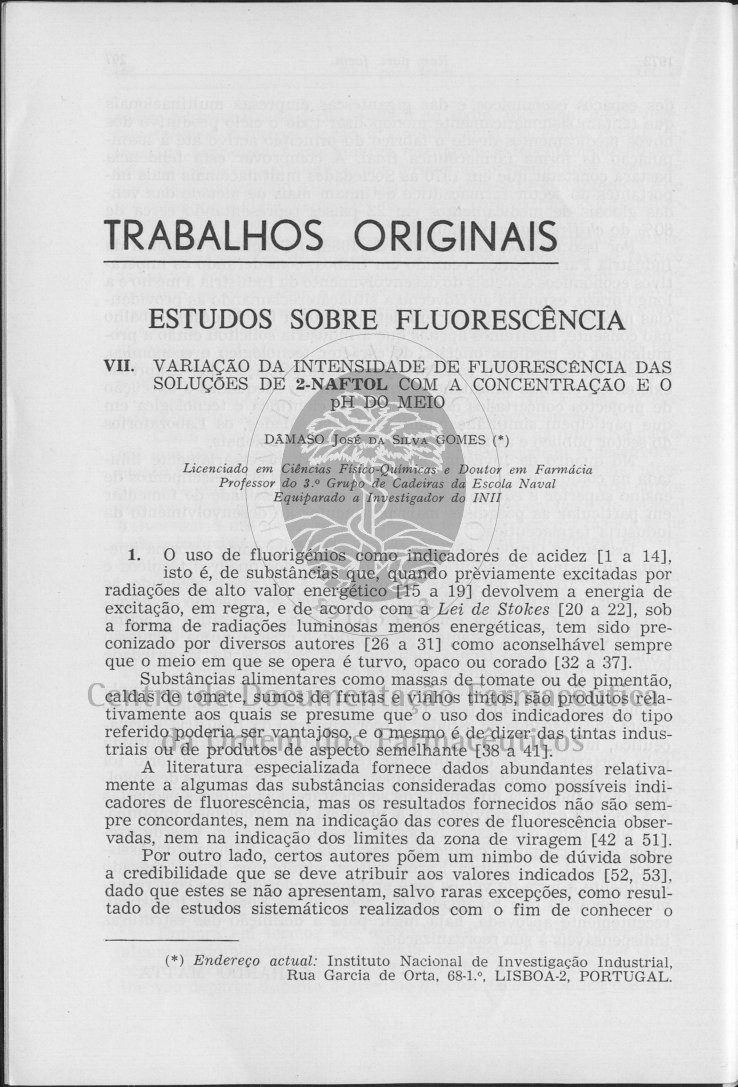 TRABALHOS ORIGINAIS
ESTUDOS SOBRE FLUORESCÊNCIA
VII. VARIAÇÃO DA INTENSIDADE DE FLUORESCÊNCIA DAS
SOLUÇÕES DE 2-NAFTOL COM A CONCENTRAÇÃO E O
pH DO MEIO
DÂMASO JOSÉ DA SILVA GOMES (*)
Licenciado em Ciências Físico-Químicas e Doutor em Farmácia
Professor do 3.º Grupo de Cadeiras da Escola Naval
Equiparado a Investigador do INII
1. O uso de fluorigénios como indicadores de acidez [1 a 14],
isto é, de substâncias que, quando prèviamente excitadas por
radiações de alto valor energético [15 a 19] devolvem a energia de
excitação, em regra, e de acordo com a Lei de Stokes [20 a 22], sob
a forma de radiações luminosas menos energéticas, tem sido pre-
conizado por diversos autores [26 a 31] como aconselhável sempre
que o meio em que se opera é turvo, opaco ou corado [32 a 37].
Substâncias alimentares como massas de tomate ou de pimentão,
caldas de tomate, sumos de frutas e vinhos tintos, são produtos rela-
tivamente aos quais se presume que o uso dos indicadores do tipo
referido poderia ser vantajoso, e o mesmo é de dizer das tintas indus-
triais ou de produtos de aspecto semelhante [38 a 41].
A literatura especializada fornece dados abundantes relativa-
mente a algumas das substâncias consideradas como possíveis indi-
cadores de fluorescência, mas os resultados fornecidos não são sem-
pre concordantes, nem na indicação das cores de fluorescência obser-
vadas, nem na indicação dos limites da zona de viragem [42 a 51].
Por outro lado, certos autores põem um nimbo de dúvida sobre
a credibilidade que se deve atribuir aos valores indicados [52, 53],
dado que estes se não apresentam, salvo raras excepções, como resul-
tado de estudos sistemáticos realizados com o fim de conhecer o
(*) Endereço actual: Instituto Nacional de Investigação Industrial,
Rua Garcia de Orta, 68-1.º, LISBOA-2, PORTUGAL.
Centro de Documentação Farmacêutica
da Ordem dos Farmacêuticos